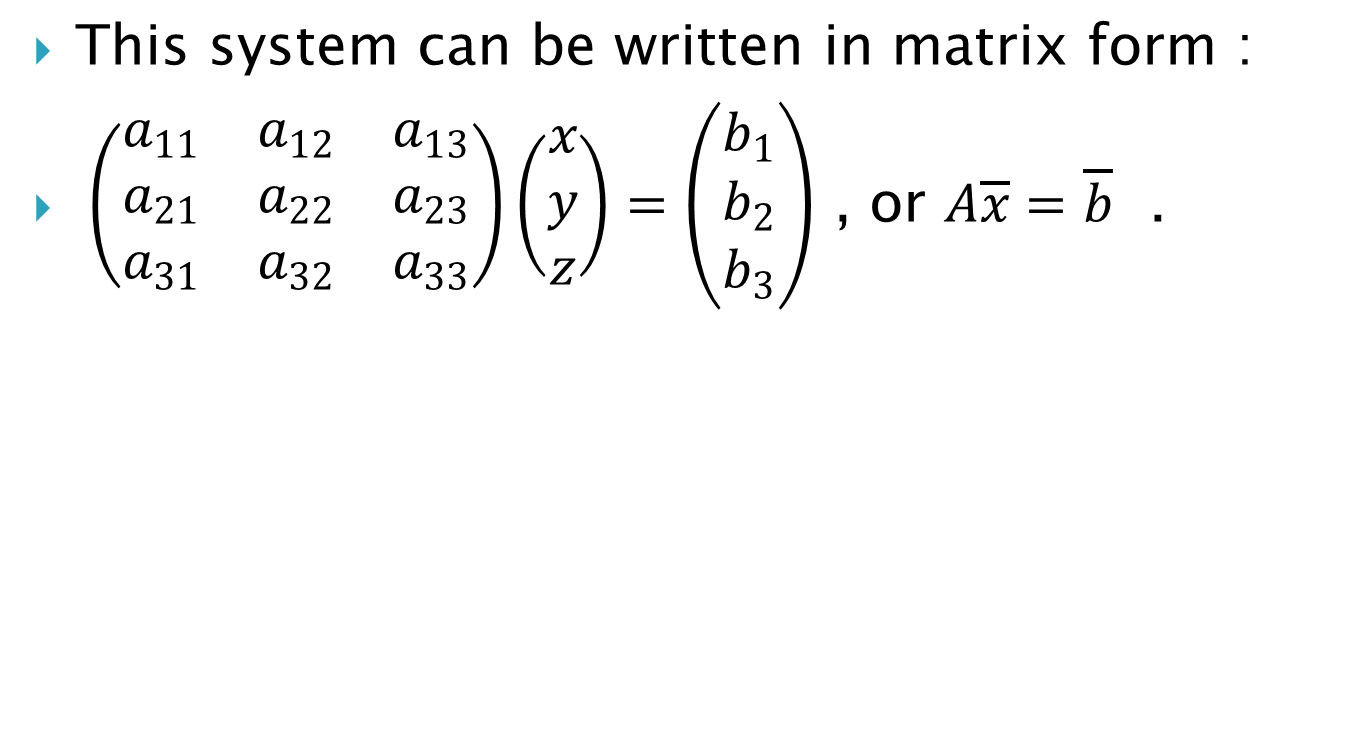 This system can be written in matrix form :
(a₁₁ a₁₂ a₁₃
a₂₁ a₂₂ a₂₃
a₃₁ a₃₂ a₃₃) (x
y
z) = (b₁
b₂
b₃) , or Ax̅ = b̅ .